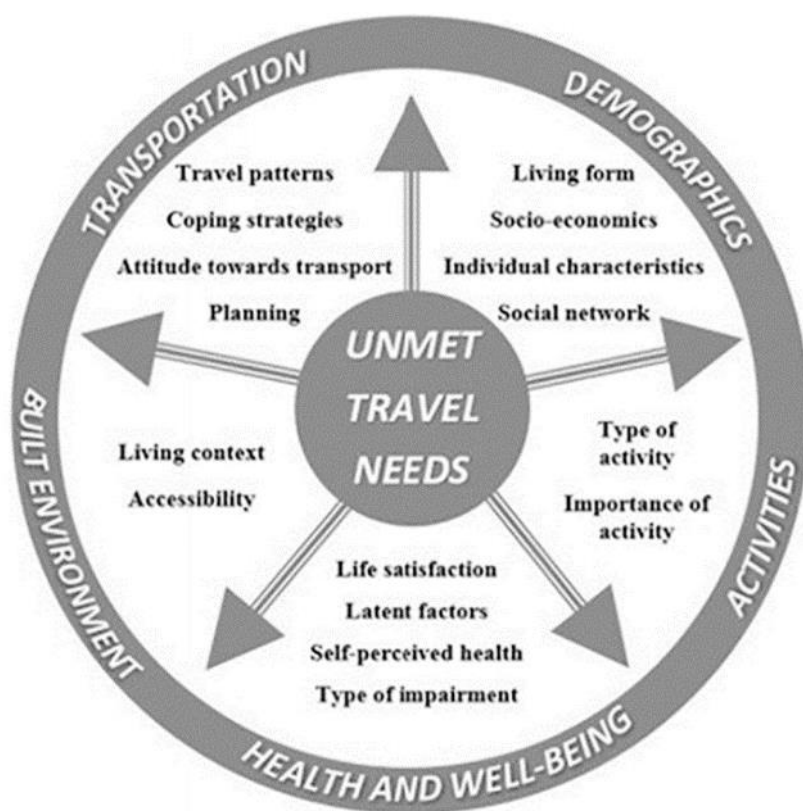 TRANSPORTATION
DEMOGRAPHICS
Travel patterns
Coping strategies
Attitude towards transport
Planning
Living form
Socio-economics
Individual characteristics
Social network
UNMET
TRAVEL
NEEDS
BUILT ENVIRONMENT
Living context
Accessibility
Type of
activity
Importance of
activity
ACTIVITIES
Life satisfaction
Latent factors
Self-perceived health
Type of impairment
HEALTH AND WELL-BEING